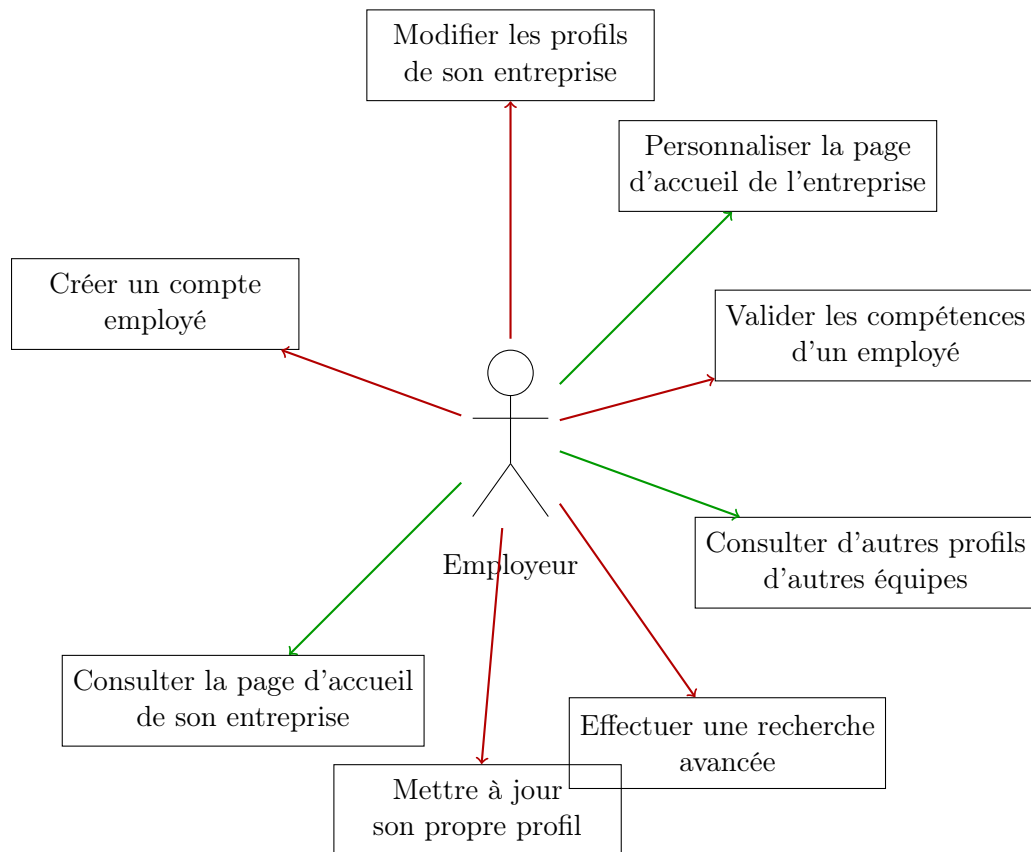 Modifier les profils
de son entreprise
Personnaliser la page
d'accueil de l'entreprise
Créer un compte
employé
Valider les compétences
d'un employé
Consulter d'autres profils
d'autres équipes
Employeur
Consulter la page d'accueil
de son entreprise
Effectuer une recherche
avancée
Mettre à jour
son propre profil